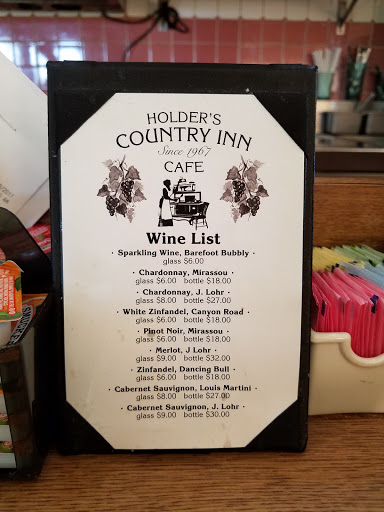 HOLDER'S
COUNTRY INN
Since 1967
CAFE
Wine List
· Sparkling Wine, Barefoot Bubbly ·
glass $6.00
· Chardonnay, Mirassou ·
glass $6.00 bottle $18.00
· Chardonnay, J. Lohr ·
glass $8.00 bottle $27.00
· White Zinfandel, Canyon Road ·
glass $6.00 bottle $18.00
· Pinot Noir, Mirassou ·
glass $6.00 bottle $18.00
· Merlot, J Lohr ·
glass $9.00 bottle $32.00
· Zinfandel, Dancing Bull ·
glass $6.00 bottle $18.00
· Cabernet Sauvignon, Louis Martini ·
glass $8.00 bottle $27.00
· Cabernet Sauvignon, J. Lohr ·
glass $9.00 bottle $30.00